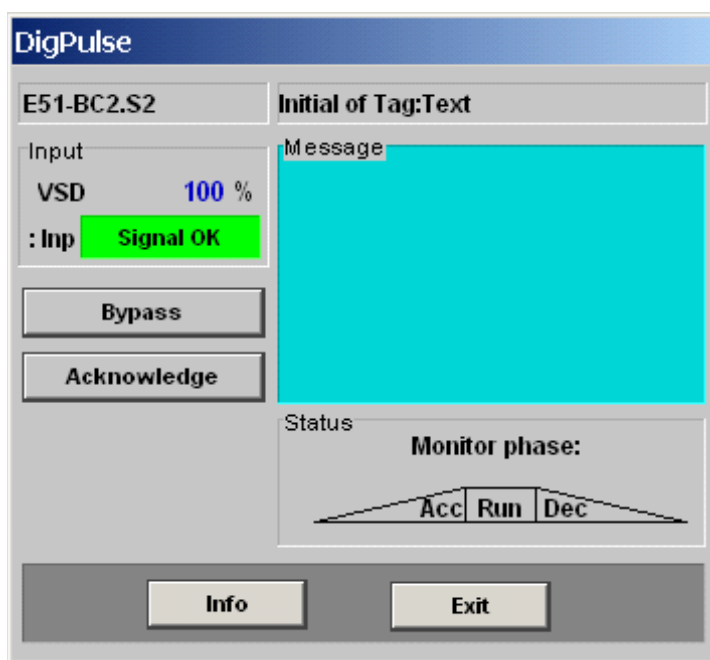 DigPulse
E51-BC2.S2
Initial of Tag:Text
Input
VSD 100 %
: Inp Signal OK
Bypass
Acknowledge
Message
Status
Monitor phase:
Acc Run Dec
Info
Exit